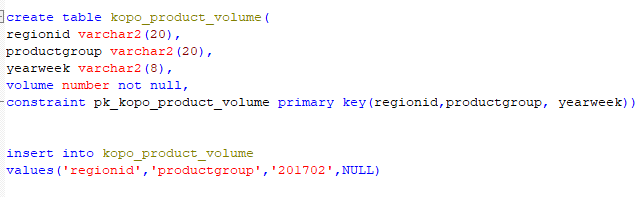 create table kopo_product_volume(
regionid varchar2(20),
productgroup varchar2(20),
yearweek varchar2(8),
volume number not null,
constraint pk_kopo_product_volume primary key(regionid,productgroup, yearweek))
insert into kopo_product_volume
values('regionid','productgroup','201702',NULL)